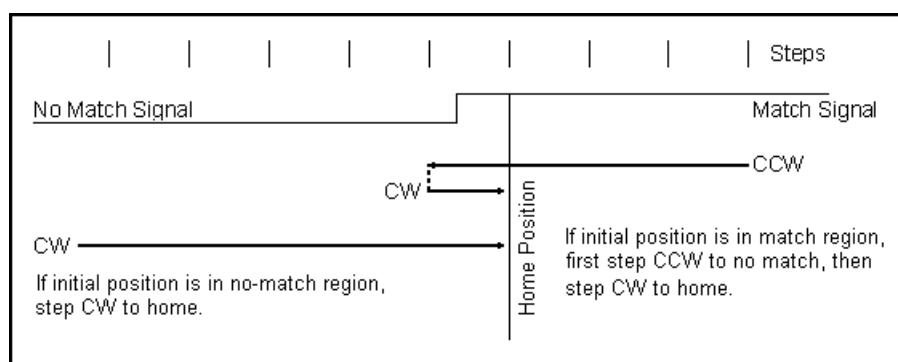 Steps
No Match Signal
Match Signal
CCW
CW
CW
Home Position
If initial position is in match region,
first step CCW to no match, then
step CW to home.
If initial position is in no-match region,
step CW to home.